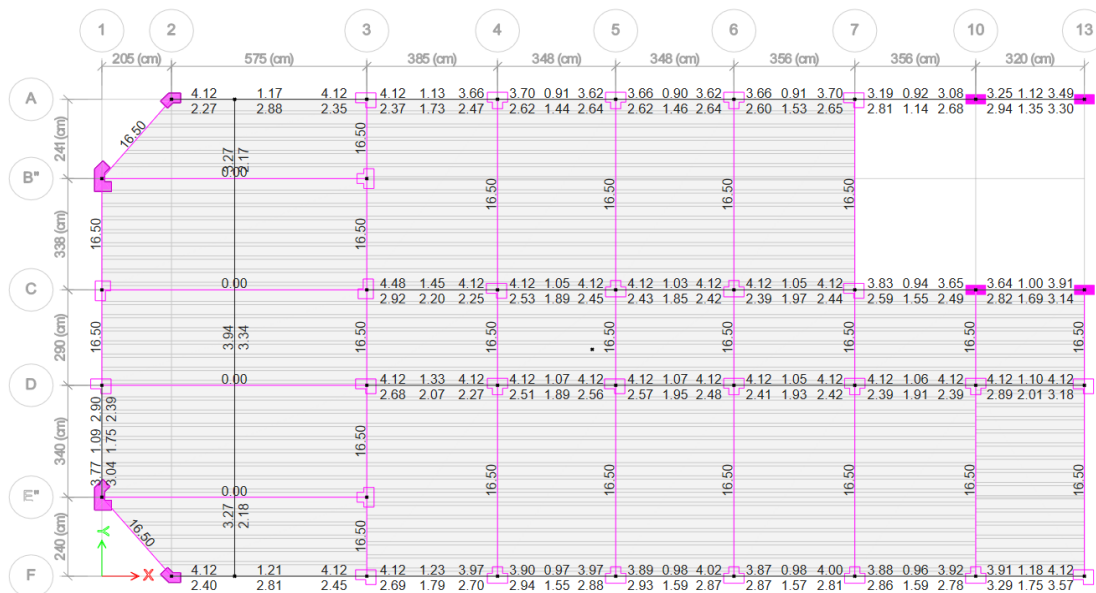 1 2 3 4 5 6 7 10 13
205 (cm) 575 (cm) 385 (cm) 348 (cm) 348 (cm) 356 (cm) 356 (cm) 320 (cm)
A 4.12 1.17 4.12 4.12 1.13 3.66 3.70 0.91 3.62 3.66 0.90 3.62 3.66 0.91 3.70 3.19 0.92 3.08 3.25 1.12 3.49
2.27 2.88 2.35 2.37 1.73 2.47 2.62 1.44 2.64 2.62 1.46 2.64 2.60 1.53 2.65 2.81 1.14 2.68 2.94 1.35 3.30
241 (cm)
16.50 16.50
3.27
2.17
B" 0.00
338 (cm)
16.50 16.50 16.50 16.50 16.50 16.50
C 0.00 4.48 1.45 4.12 4.12 1.05 4.12 4.12 1.03 4.12 4.12 1.05 4.12 3.83 0.94 3.65 3.64 1.00 3.91
2.92 2.20 2.25 2.53 1.89 2.45 2.43 1.85 2.42 2.39 1.97 2.44 2.59 1.55 2.49 2.82 1.69 3.14
290 (cm)
16.50
3.94
3.34
16.50 16.50 16.50 16.50 16.50 16.50 16.50
D 0.00 4.12 1.33 4.12 4.12 1.07 4.12 4.12 1.07 4.12 4.12 1.05 4.12 4.12 1.06 4.12 4.12 1.10 4.12
2.68 2.07 2.27 2.51 1.89 2.56 2.57 1.95 2.48 2.41 1.93 2.42 2.39 1.91 2.39 2.89 2.01 3.18
340 (cm)
3.77 1.09 2.90
3.04 1.75 2.39
16.50 16.50 16.50 16.50 16.50 16.50 16.50
E" 0.00
240 (cm)
16.50
3.27
2.18
16.50
Y
X
F 4.12 1.21 4.12 4.12 1.23 3.97 3.90 0.97 3.97 3.89 0.98 4.02 3.87 0.98 4.00 3.88 0.96 3.92 3.91 1.18 4.12
2.40 2.81 2.45 2.69 1.79 2.70 2.94 1.55 2.88 2.93 1.59 2.87 2.86 1.57 2.81 2.86 1.59 2.78 3.29 1.75 3.57